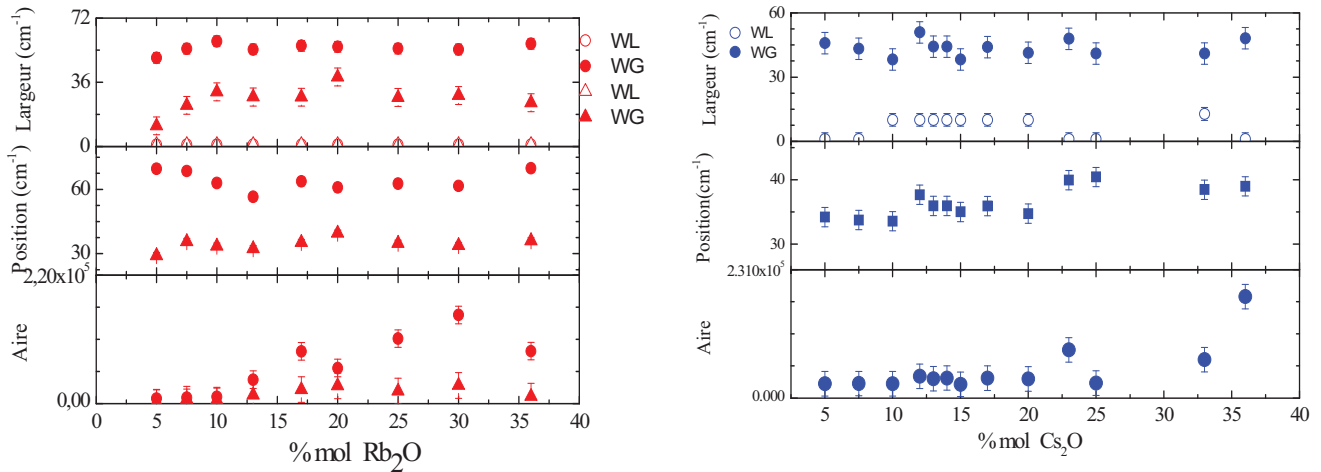 72
36
0
Largeur (cm⁻¹)
WL
WG
WL
WG
60
30
Position (cm⁻¹)
2,20x10⁵
0,00
Aire
0 5 10 15 20 25 30 35 40
% mol Rb₂O
60
30
0
Largeur (cm⁻¹)
WL
WG
40
30
Position(cm⁻¹)
2.310x10⁵
0.000
Aire
5 10 15 20 25 30 35 40
% mol Cs₂O